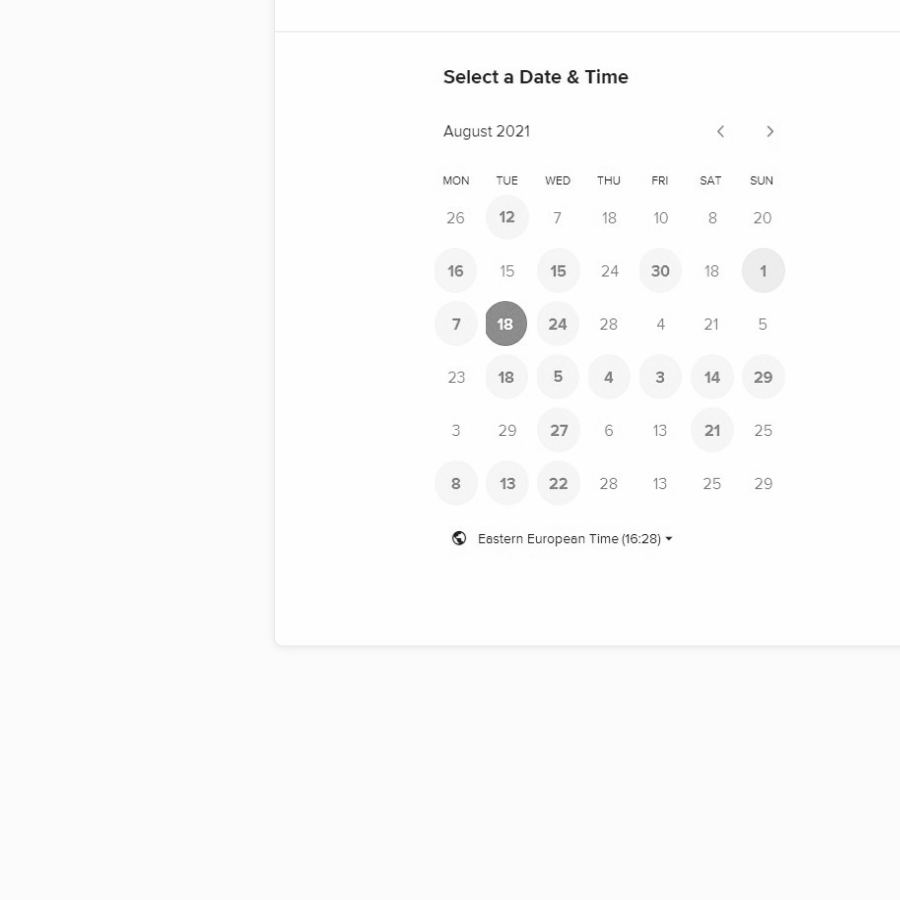 Select a Date & Time
August 2021
MON TUE WED THU FRI SAT SUN
26 12 7 18 10 8 20
16 15 15 24 30 18 1
7 18 24 28 4 21 5
23 18 5 4 3 14 29
3 29 27 6 13 21 25
8 13 22 28 13 25 29
Eastern European Time (16:28)